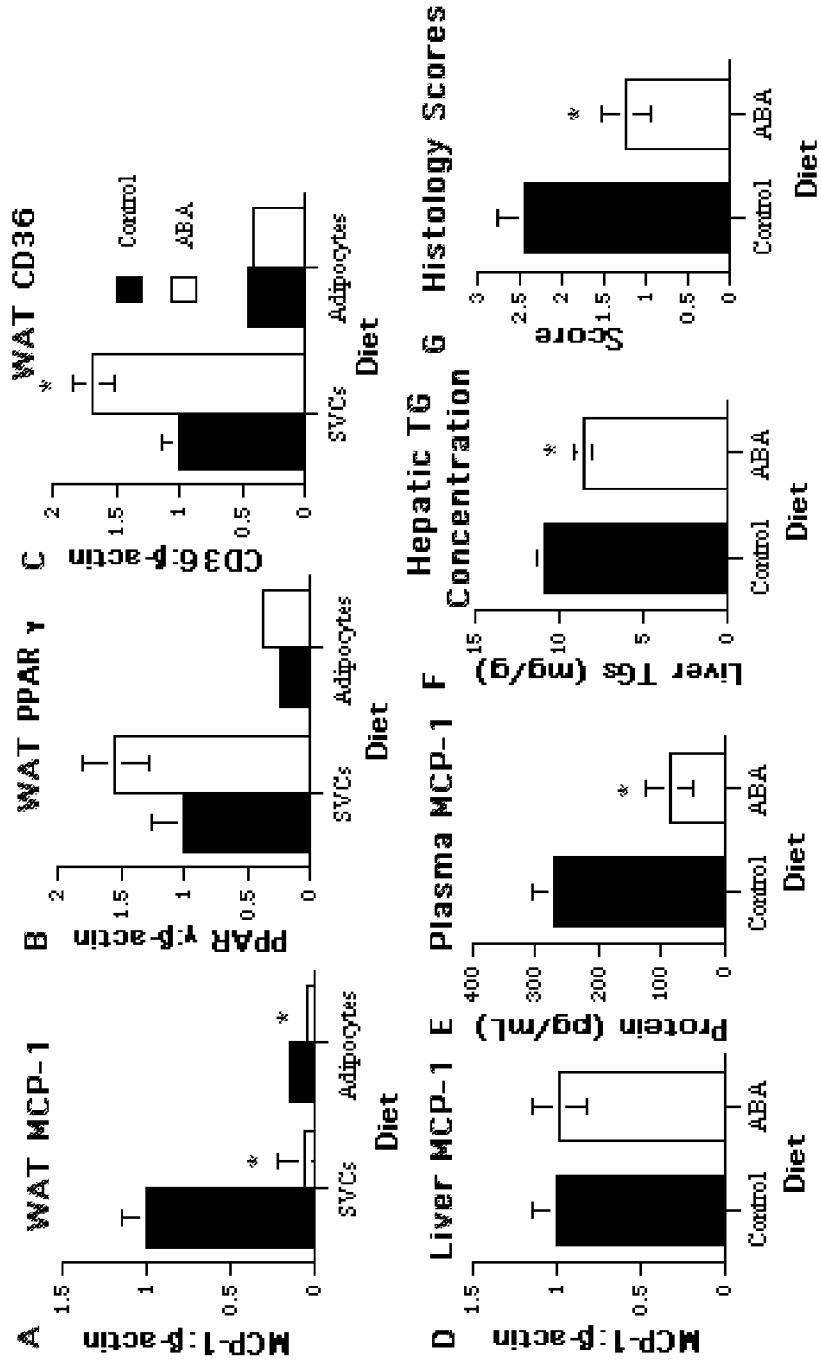 A WAT MCP-1
MCP-1:β-actin
1.5
1
0.5
0
*
*
SVCs
Adipocytes
Diet
B WAT PPAR γ
PPAR γ:β-actin
2
1.5
1
0.5
0
SVCs
Adipocytes
Diet
C WAT CD36
CD36:β-actin
2
1.5
1
0.5
0
*
Control
ABA
SVCs
Adipocytes
Diet
D Liver MCP-1
MCP-1:β-actin
1.5
1
0.5
0
Control
ABA
Diet
E Plasma MCP-1
Protein (pg/mL)
400
300
200
100
0
*
Control
ABA
Diet
F Hepatic TG
Concentration
Liver TGs (mg/g)
15
10
5
0
*
Control
ABA
Diet
G Histology Scores
Score
3
2.5
2
1.5
1
0.5
0
*
Control
ABA
Diet